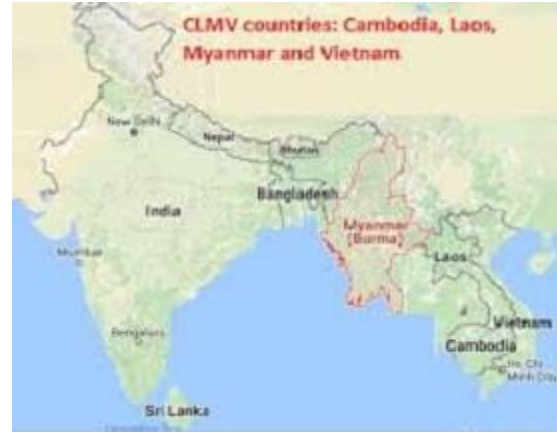 CLMV countries: Cambodia, Laos,
Myanmar and Vietnam
New Delhi
Nepal
Bhutan
Bangladesh
India
Myanmar
(Burma)
Mumbai
Laos
Vietnam
Bengaluru
Cambodia
Ho Chi
Minh City
Sri Lanka